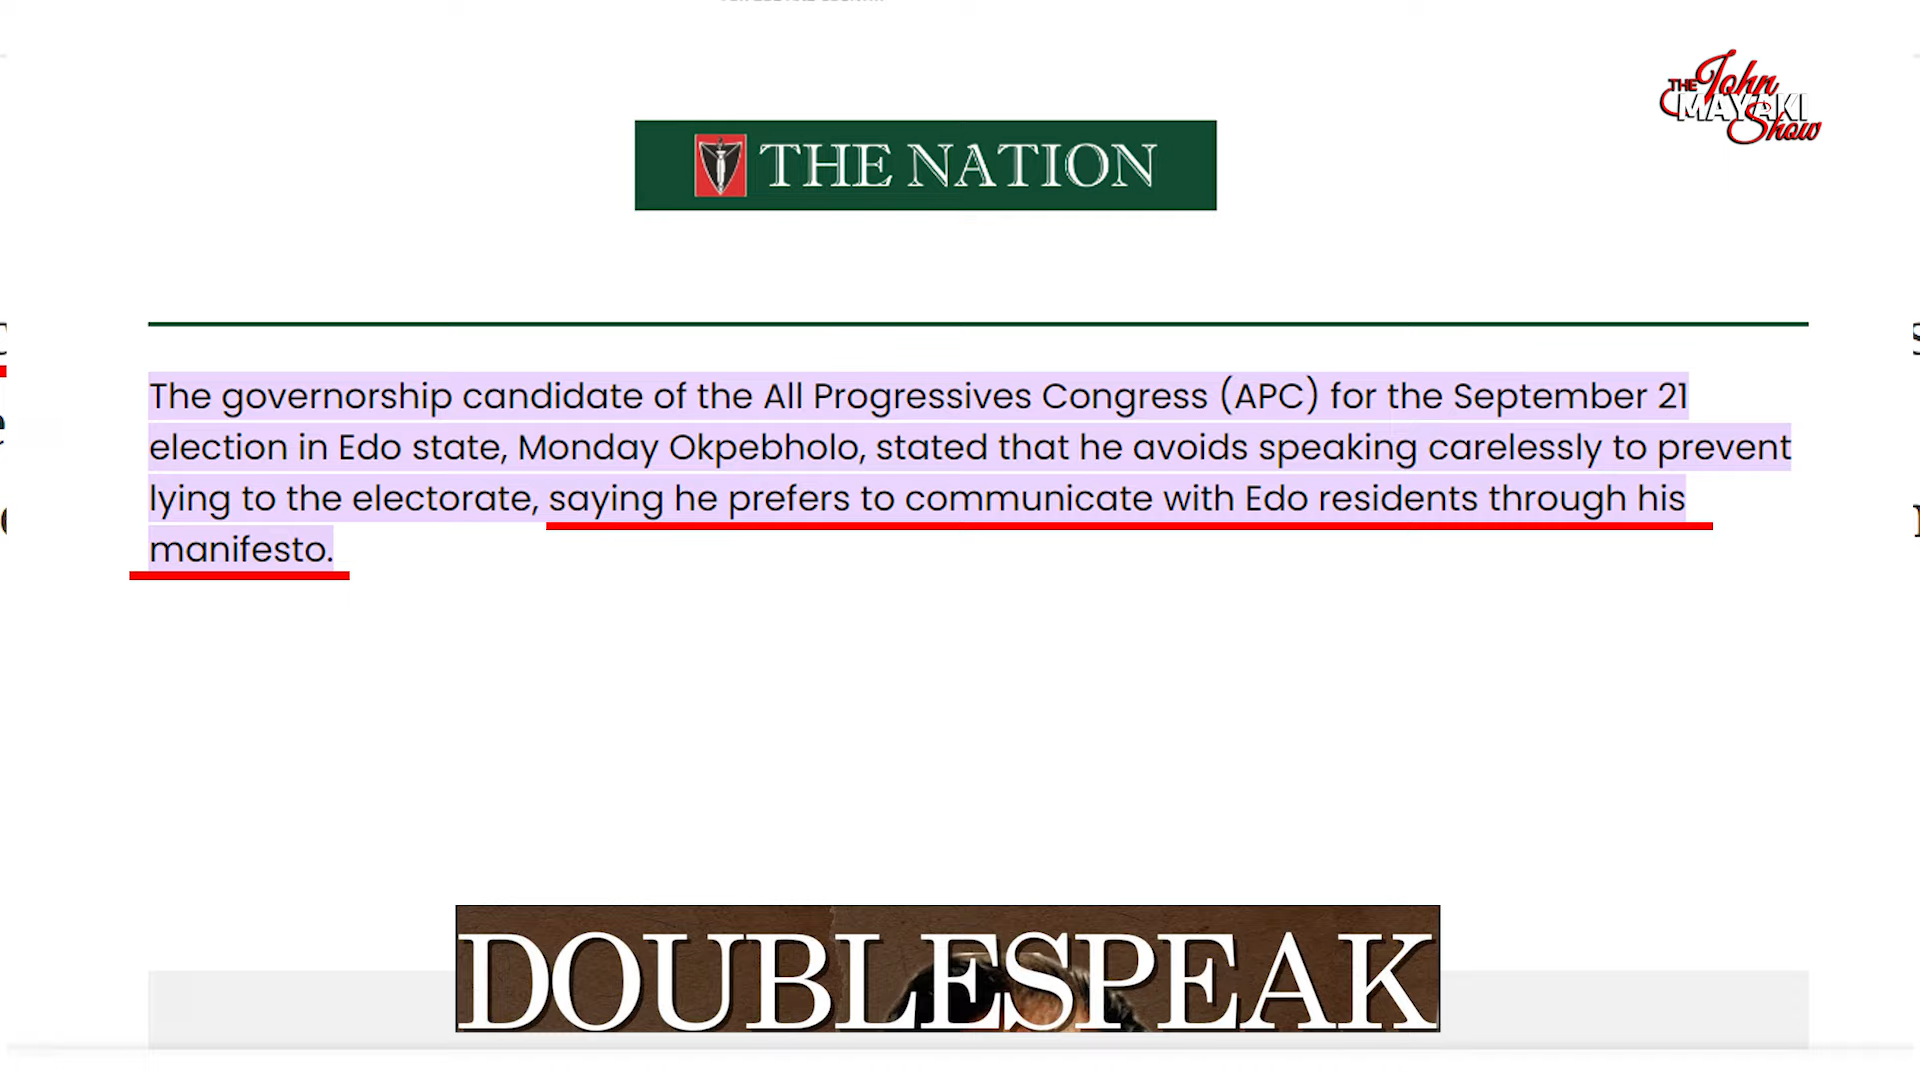 THE John
MAYAKI
Show
THE NATION
The governorship candidate of the All Progressives Congress (APC) for the September 21
election in Edo state, Monday Okpebholo, stated that he avoids speaking carelessly to prevent
lying to the electorate, saying he prefers to communicate with Edo residents through his
manifesto.
DOUBLESPEAK